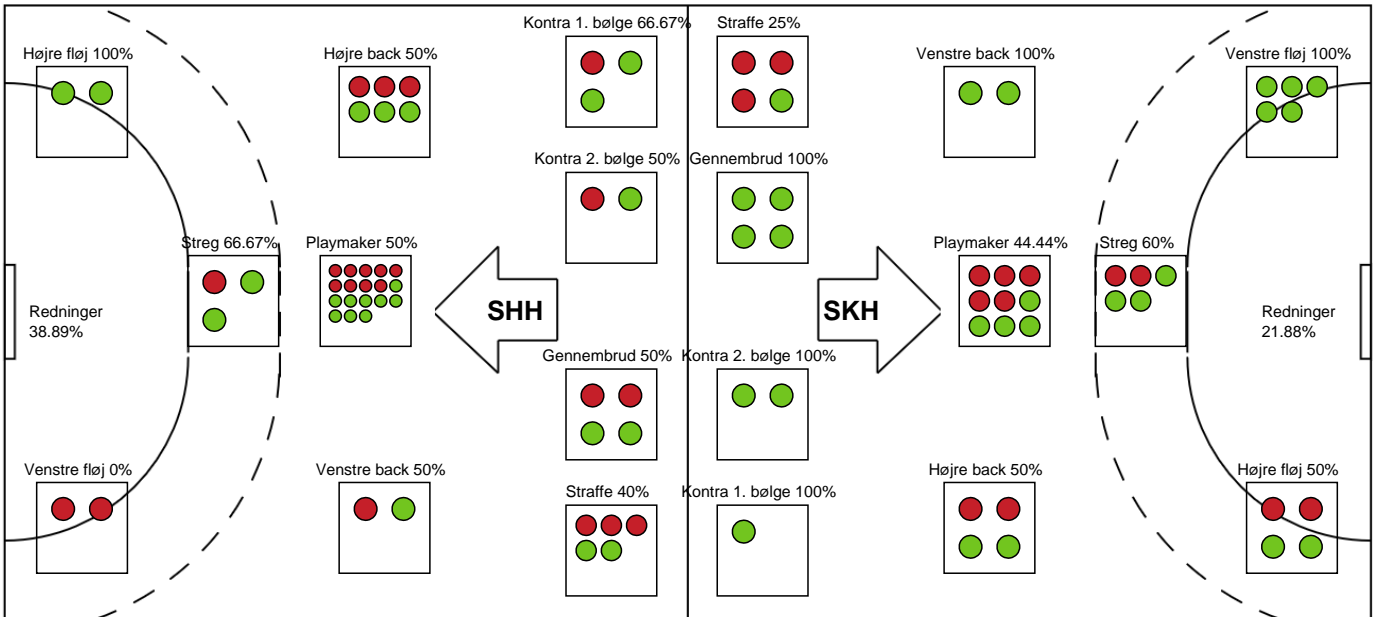 Kontra 1. bølge 66.67%
Straffe 25%
Højre fløj 100%
Højre back 50%
Venstre back 100%
Venstre fløj 100%
Kontra 2. bølge 50%
Gennembrud 100%
Streg 66.67%
Playmaker 50%
Playmaker 44.44%
Streg 60%
Redninger
38.89%
SHH
SKH
Redninger
21.88%
Gennembrud 50%
Kontra 2. bølge 100%
Venstre fløj 0%
Venstre back 50%
Højre back 50%
Højre fløj 50%
Straffe 40%
Kontra 1. bølge 100%